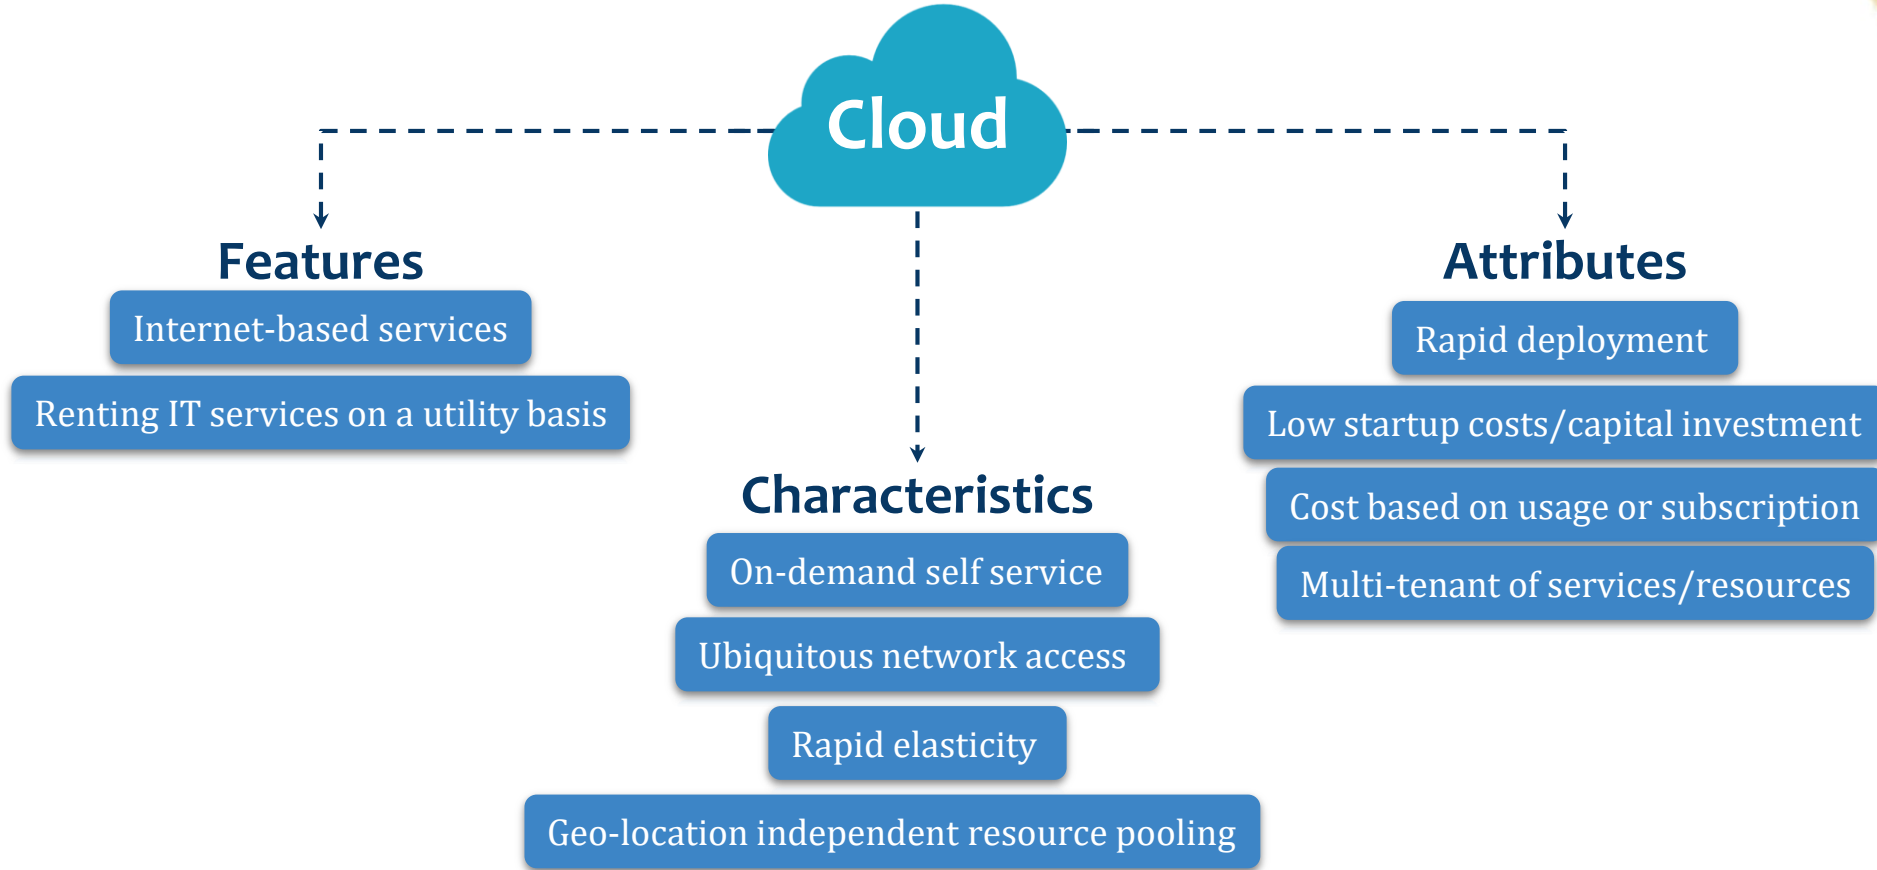 Cloud
Features
Internet-based services
Renting IT services on a utility basis
Characteristics
On-demand self service
Ubiquitous network access
Rapid elasticity
Geo-location independent resource pooling
Attributes
Rapid deployment
Low startup costs/capital investment
Cost based on usage or subscription
Multi-tenant of services/resources